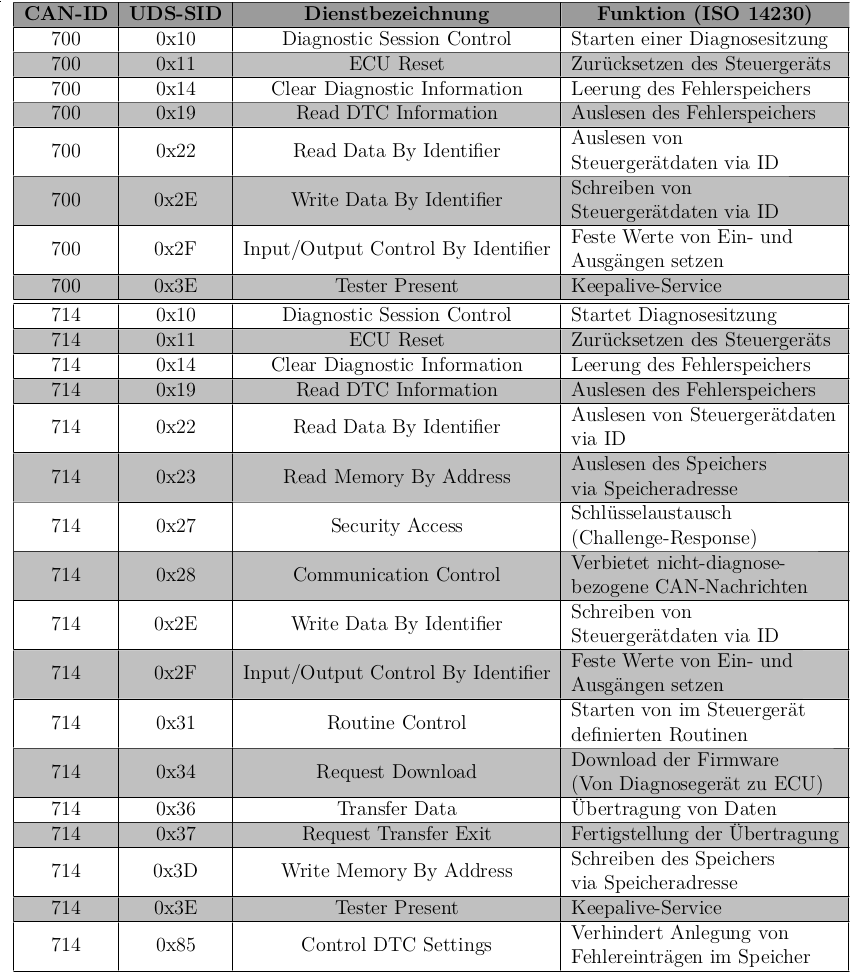 CAN-ID UDS-SID Dienstbezeichnung Funktion (ISO 14230)
700 0x10 Diagnostic Session Control Starten einer Diagnosesitzung
700 0x11 ECU Reset Zurücksetzen des Steuergeräts
700 0x14 Clear Diagnostic Information Leerung des Fehlerspeichers
700 0x19 Read DTC Information Auslesen des Fehlerspeichers
700 0x22 Read Data By Identifier Auslesen von
Steuergerätdaten via ID
700 0x2E Write Data By Identifier Schreiben von
Steuergerätdaten via ID
700 0x2F Input/Output Control By Identifier Feste Werte von Ein- und
Ausgängen setzen
700 0x3E Tester Present Keepalive-Service
714 0x10 Diagnostic Session Control Startet Diagnosesitzung
714 0x11 ECU Reset Zurücksetzen des Steuergeräts
714 0x14 Clear Diagnostic Information Leerung des Fehlerspeichers
714 0x19 Read DTC Information Auslesen des Fehlerspeichers
714 0x22 Read Data By Identifier Auslesen von Steuergerätdaten
via ID
714 0x23 Read Memory By Address Auslesen des Speichers
via Speicheradresse
714 0x27 Security Access Schlüsselaustausch
(Challenge-Response)
714 0x28 Communication Control Verbietet nicht-diagnose-
bezogene CAN-Nachrichten
714 0x2E Write Data By Identifier Schreiben von
Steuergerätdaten via ID
714 0x2F Input/Output Control By Identifier Feste Werte von Ein- und
Ausgängen setzen
714 0x31 Routine Control Starten von im Steuergerät
definierten Routinen
714 0x34 Request Download Download der Firmware
(Von Diagnosegerät zu ECU)
714 0x36 Transfer Data Übertragung von Daten
714 0x37 Request Transfer Exit Fertigstellung der Übertragung
714 0x3D Write Memory By Address Schreiben des Speichers
via Speicheradresse
714 0x3E Tester Present Keepalive-Service
714 0x85 Control DTC Settings Verhindert Anlegung von
Fehlereinträgen im Speicher